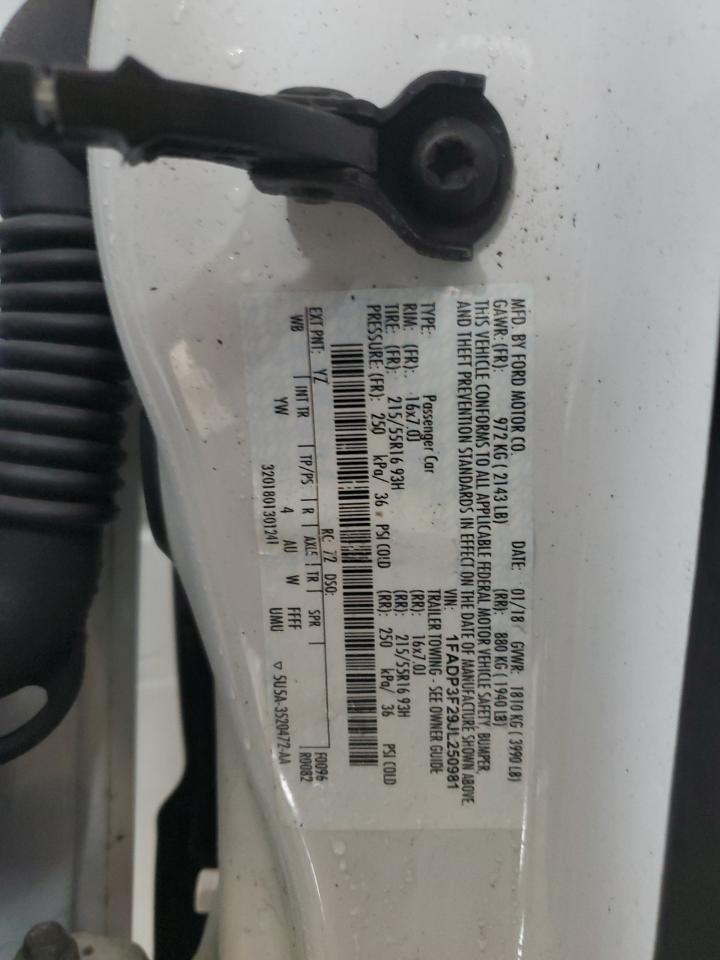 MFD. BY FORD MOTOR CO.
DATE: 01/18 GVWR: 1810 KG ( 3990 LB)
GAWR: (FR): 972 KG ( 2143 LB) (RR): 880 KG ( 1940 LB)
THIS VEHICLE CONFORMS TO ALL APPLICABLE FEDERAL MOTOR VEHICLE SAFETY, BUMPER,
AND THEFT PREVENTION STANDARDS IN EFFECT ON THE DATE OF MANUFACTURE SHOWN ABOVE.
VIN: 1FADP3F29JL250981
TYPE: Passenger Car TRAILER TOWING - SEE OWNER GUIDE
RIM: (FR): 16x7.0J (RR): 16x7.0J
TIRE: (FR): 215/55R16 93H (RR): 215/55R16 93H
PRESSURE: (FR): 250 kPa/ 36 PSI COLD (RR): 250 kPa/ 36 PSI COLD
EXT PNT: YZ RC: 72 DSO: F0096
WB INT TR TP/PS R AXLE TR SPR R0082
YW 4 AU W FFFF
3201801301241 UMU ▽ 5U5A-3520472-AA